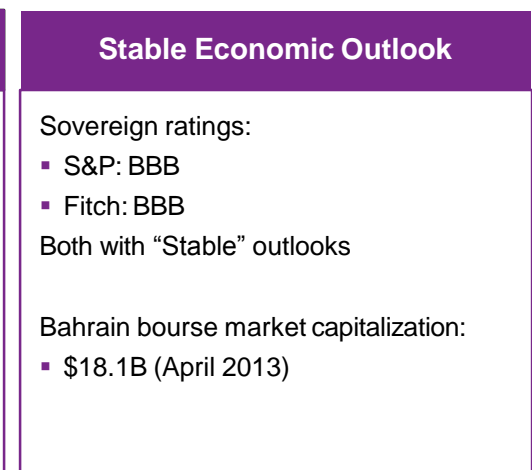 Stable Economic Outlook
Sovereign ratings:
▪ S&P: BBB
▪ Fitch: BBB
Both with “Stable” outlooks
Bahrain bourse market capitalization:
▪ $18.1B (April 2013)